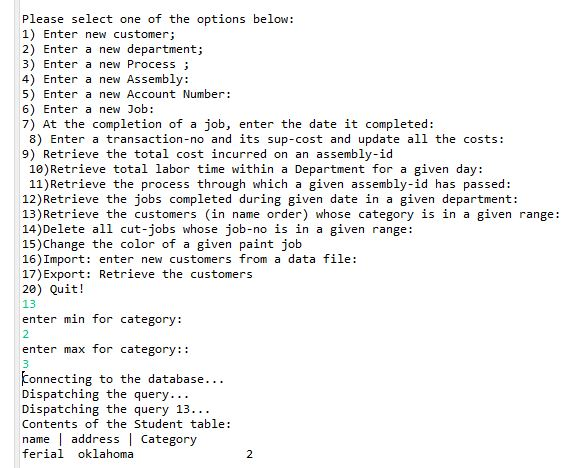 Please select one of the options below:
1) Enter new customer;
2) Enter a new department;
3) Enter a new Process ;
4) Enter a new Assembly:
5) Enter a new Account Number:
6) Enter a new Job:
7) At the completion of a job, enter the date it completed:
8) Enter a transaction-no and its sup-cost and update all the costs:
9) Retrieve the total cost incurred on an assembly-id
10)Retrieve total labor time within a Department for a given day:
11)Retrieve the process through which a given assembly-id has passed:
12)Retrieve the jobs completed during given date in a given department:
13)Retrieve the customers (in name order) whose category is in a given range:
14)Delete all cut-jobs whose job-no is in a given range:
15)Change the color of a given paint job
16)Import: enter new customers from a data file:
17)Export: Retrieve the customers
20) Quit!
13
enter min for category:
2
enter max for category::
3
Connecting to the database...
Dispatching the query...
Dispatching the query 13...
Contents of the Student table:
name | address | Category
ferial oklahoma 2